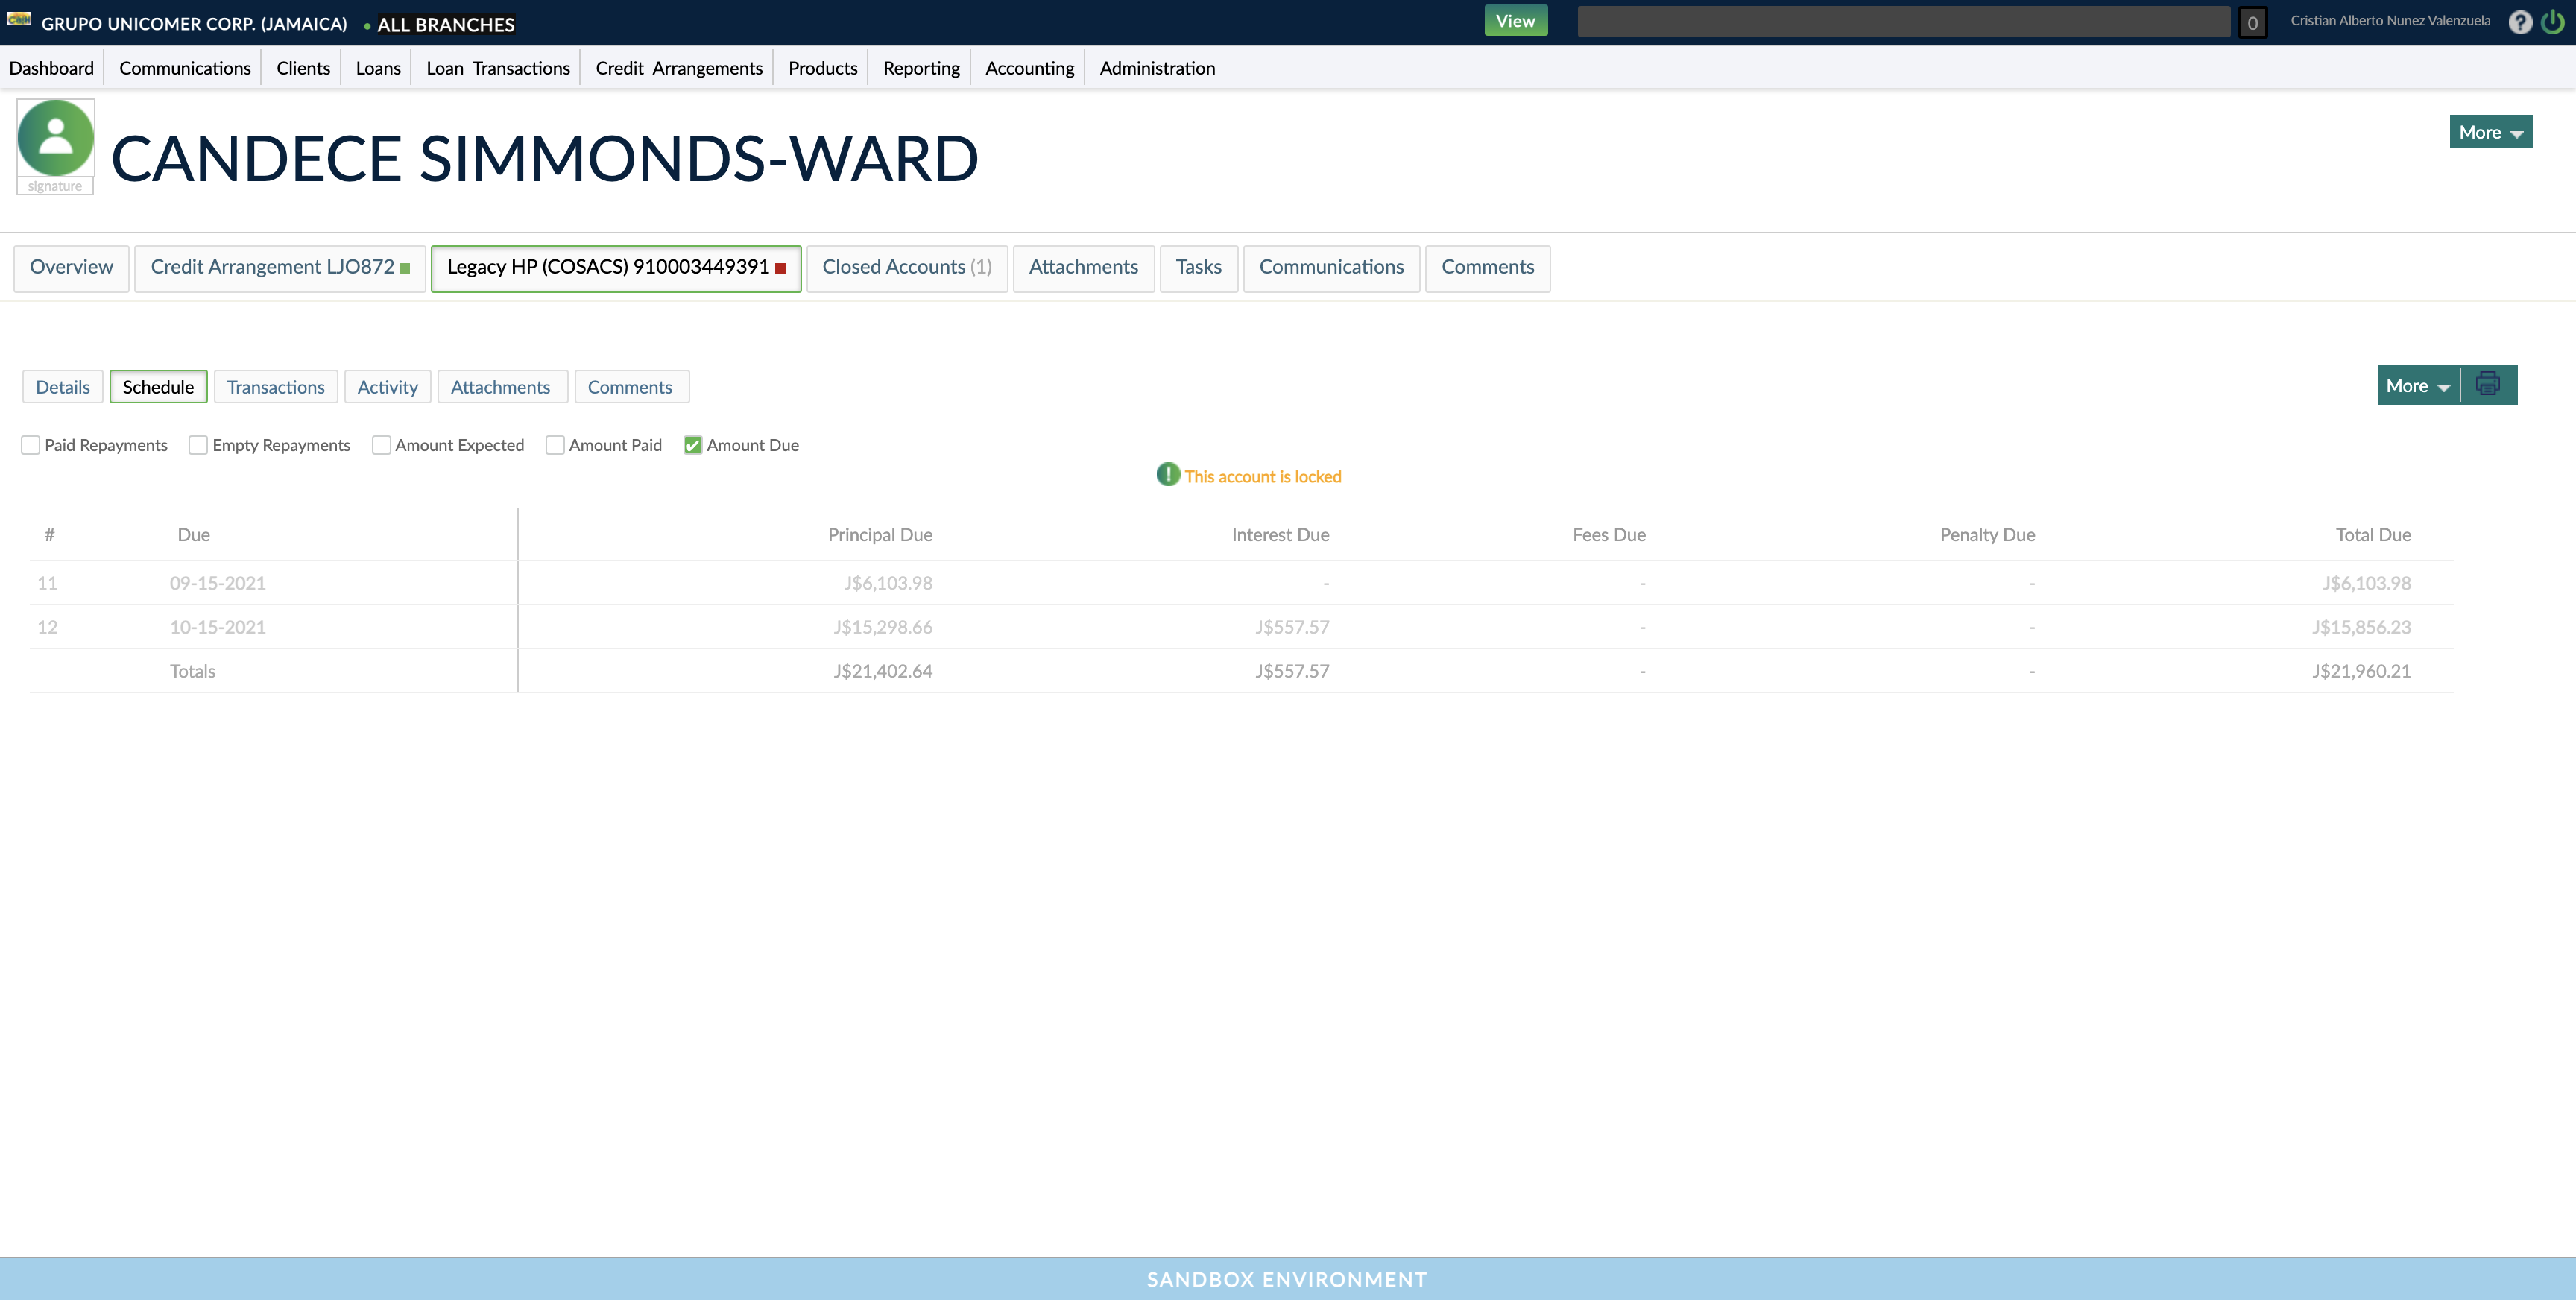 GRUPO UNICOMER CORP. (JAMAICA) • ALL BRANCHES View 0 Cristian Alberto Nunez Valenzuela ?
Dashboard Communications Clients Loans Loan Transactions Credit Arrangements Products Reporting Accounting Administration
signature
CANDECE SIMMONDS-WARD
More
Overview Credit Arrangement LJO872 Legacy HP (COSACS) 910003449391 Closed Accounts (1) Attachments Tasks Communications Comments
Details Schedule Transactions Activity Attachments Comments More
Paid Repayments Empty Repayments Amount Expected Amount Paid Amount Due
This account is locked
# Due Principal Due Interest Due Fees Due Penalty Due Total Due
11 09-15-2021 J$6,103.98 - - - J$6,103.98
12 10-15-2021 J$15,298.66 J$557.57 - - J$15,856.23
Totals J$21,402.64 J$557.57 - - J$21,960.21
SANDBOX ENVIRONMENT